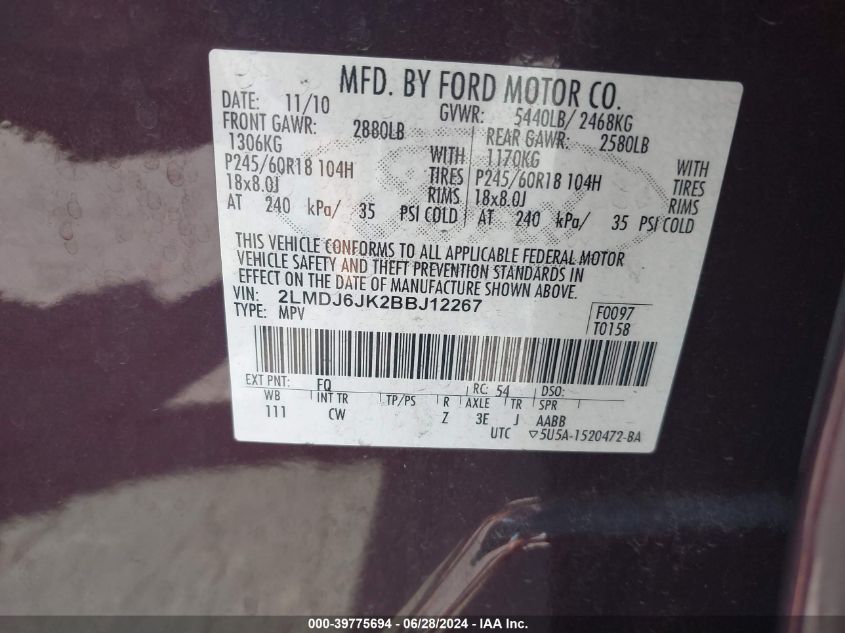 MFD. BY FORD MOTOR CO.
DATE: 11/10 GVWR: 5440LB/ 2468KG
FRONT GAWR: 2880LB REAR GAWR: 2580LB
1306KG WITH 1170KG WITH
P245/60R18 104H TIRES P245/60R18 104H TIRES
18x8.0J RIMS 18x8.0J RIMS
AT 240 kPa/ 35 PSI COLD AT 240 kPa/ 35 PSI COLD
THIS VEHICLE CONFORMS TO ALL APPLICABLE FEDERAL MOTOR
VEHICLE SAFETY AND THEFT PREVENTION STANDARDS IN
EFFECT ON THE DATE OF MANUFACTURE SHOWN ABOVE.
VIN: 2LMDJ6JK2BBJ12267 F0097
TYPE: MPV T0158
EXT PNT: FQ RC: 54 DSO:
WB INT TR TP/PS R AXLE TR SPR
111 CW Z 3E J AABB
UTC ▽5U5A-1520472-BA
000-39775694 / 06/28/2024 / IAA Inc.